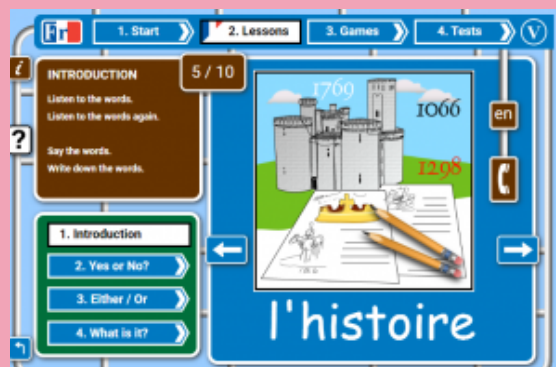 Fr
1. Start
2. Lessons
3. Games
4. Tests
V
i
INTRODUCTION
Listen to the words.
Listen to the words again.
Say the words.
Write down the words.
5 / 10
?
1769
1066
1298
en
1. Introduction
2. Yes or No?
3. Either / Or
4. What is it?
l'histoire